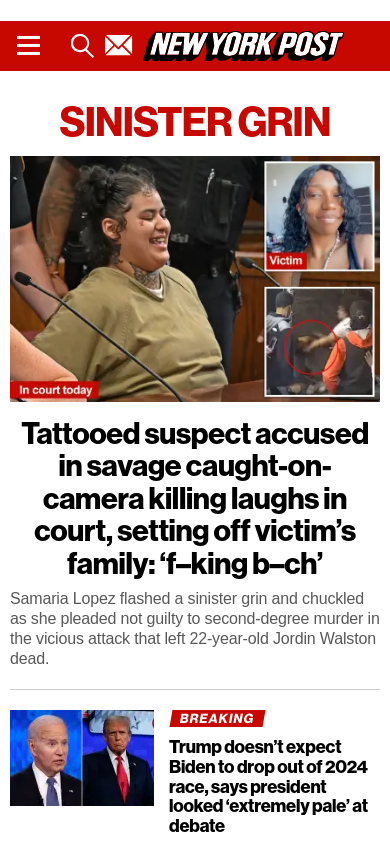 NEW YORK POST
SINISTER GRIN
Victim
In court today
Tattooed suspect accused
in savage caught-on-
camera killing laughs in
court, setting off victim’s
family: ‘f–king b–ch’
Samaria Lopez flashed a sinister grin and chuckled
as she pleaded not guilty to second-degree murder in
the vicious attack that left 22-year-old Jordin Walston
dead.
BREAKING
Trump doesn’t expect
Biden to drop out of 2024
race, says president
looked ‘extremely pale’ at
debate